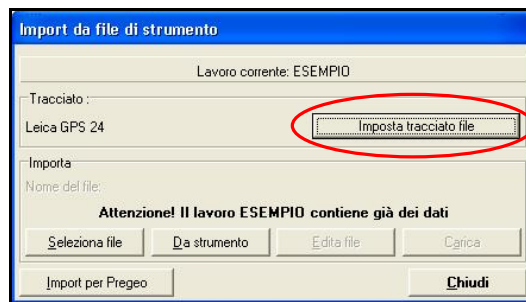 Import da file di strumento
Lavoro corrente: ESEMPIO
Tracciato :
Leica GPS 24
Imposta tracciato file
Importa
Nome del file:
Attenzione! Il lavoro ESEMPIO contiene già dei dati
Seleziona file Da strumento Edita file Carica
Import per Pregeo Chiudi